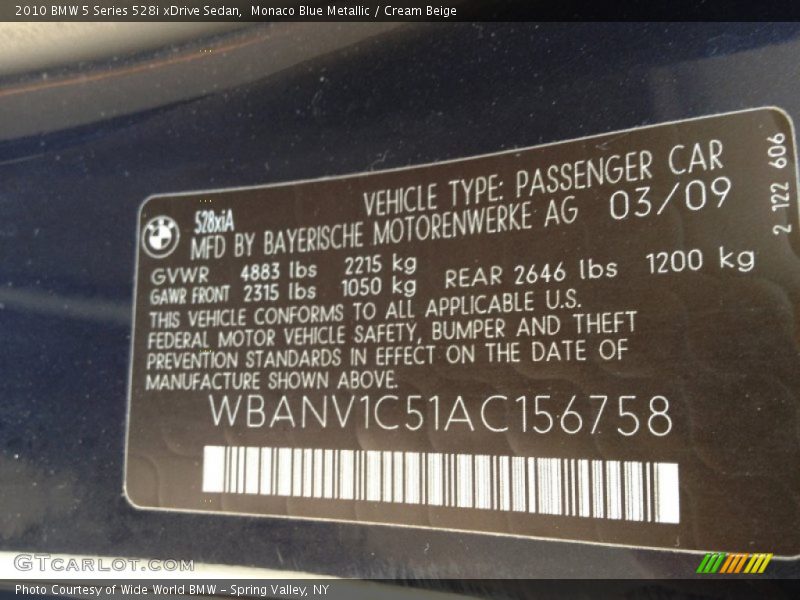 2010 BMW 5 Series 528i xDrive Sedan, Monaco Blue Metallic / Cream Beige
528xiA VEHICLE TYPE: PASSENGER CAR
MFD BY BAYERISCHE MOTORENWERKE AG 03/09
GVWR 4883 lbs 2215 kg
GAWR FRONT 2315 lbs 1050 kg REAR 2646 lbs 1200 kg
THIS VEHICLE CONFORMS TO ALL APPLICABLE U.S.
FEDERAL MOTOR VEHICLE SAFETY, BUMPER AND THEFT
PREVENTION STANDARDS IN EFFECT ON THE DATE OF
MANUFACTURE SHOWN ABOVE.
WBANV1C51AC156758
2 122 606
GTCARLOT.COM
Photo Courtesy of Wide World BMW - Spring Valley, NY